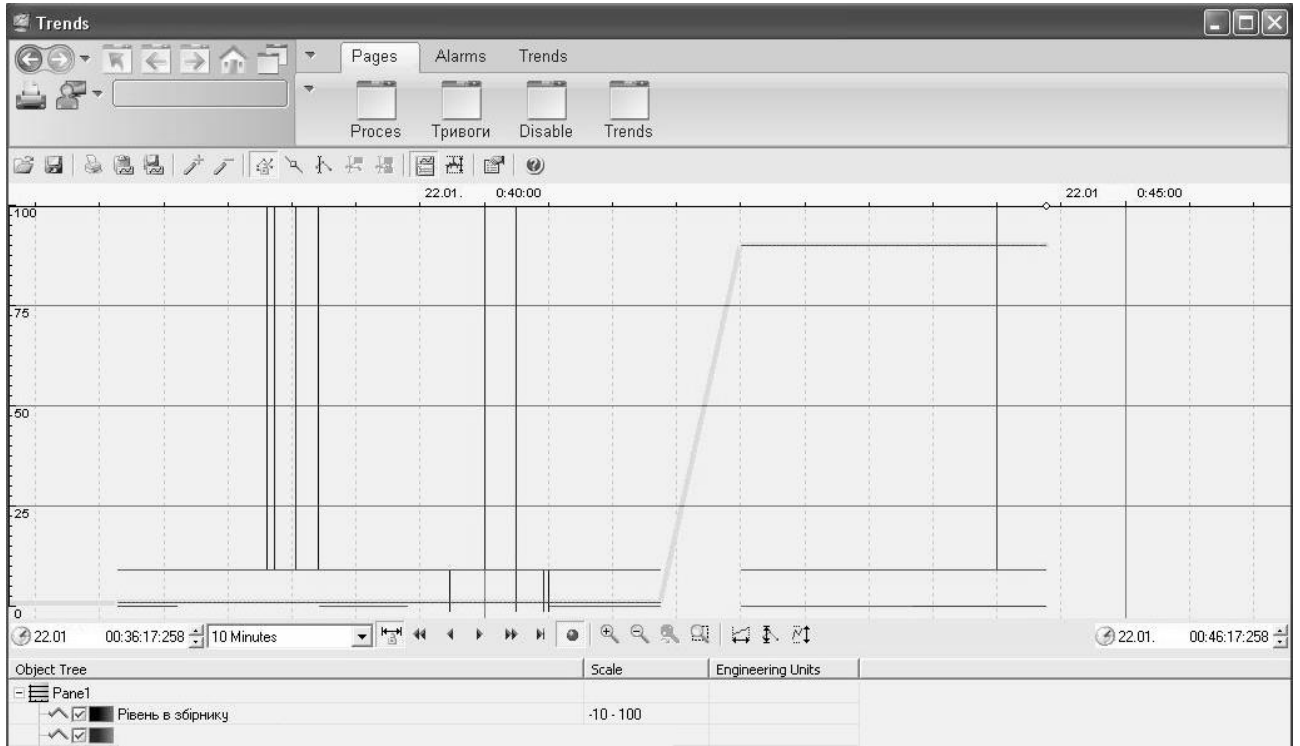 Trends
Pages Alarms Trends
Proces Тривоги Disable Trends
22.01. 0:40:00 22.01 0:45:00
100
75
50
25
0
22.01 00:36:17:258 10 Minutes 22.01. 00:46:17:258
Object Tree Scale Engineering Units
Pane1
Рівень в збірнику -10 - 100